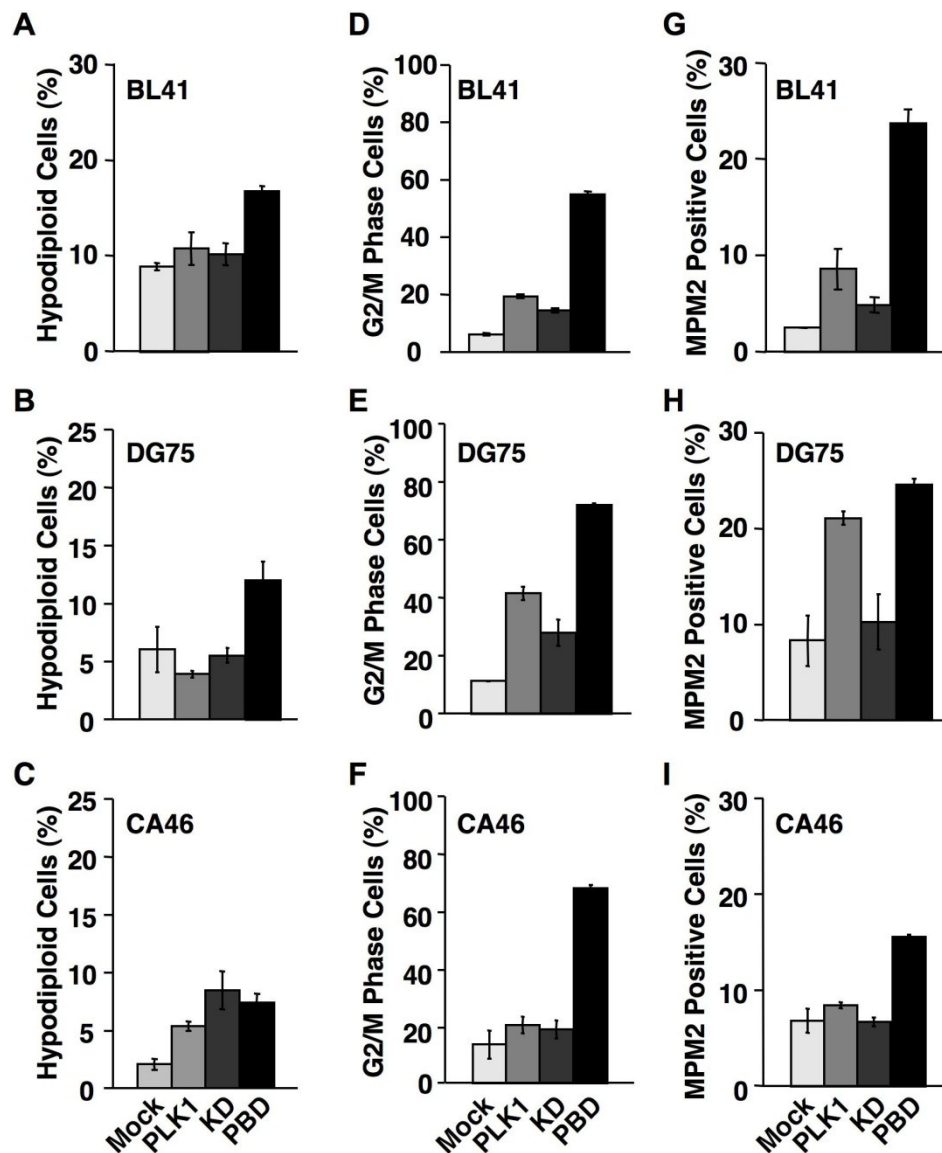 A
Hypodiploid Cells (%)
30
20
10
0
BL41
D
G2/M Phase Cells (%)
100
80
60
40
20
0
BL41
G
MPM2 Positive Cells (%)
30
20
10
0
BL41
B
Hypodiploid Cells (%)
25
20
15
10
5
0
DG75
E
G2/M Phase Cells (%)
100
80
60
40
20
0
DG75
H
MPM2 Positive Cells (%)
30
20
10
0
DG75
C
Hypodiploid Cells (%)
25
20
15
10
5
0
CA46
Mock
PLK1
KD
PBD
F
G2/M Phase Cells (%)
100
80
60
40
20
0
CA46
Mock
PLK1
KD
PBD
I
MPM2 Positive Cells (%)
30
20
10
0
CA46
Mock
PLK1
KD
PBD